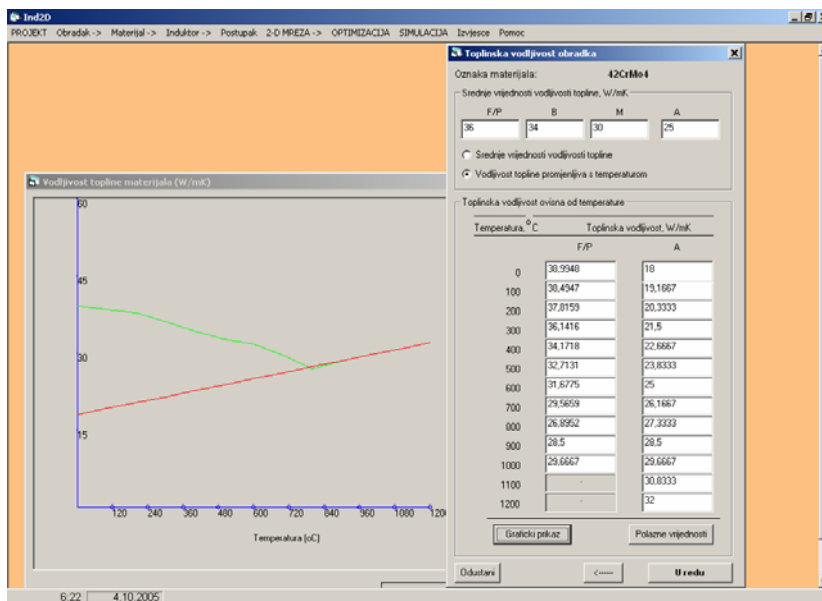 Ind2D
PROJEKT Obradak -> Materijal -> Induktor -> Postupak 2-D MREZA -> OPTIMIZACIJA SIMULACIJA Izvjesce Pomoc
Toplinska vodljivost obradka
Oznaka materijala: 42CrMo4
Srednje vrijednosti vodljivosti topline, W/mK
F/P B M A
36 34 30 25
Srednje vrijednosti vodljivosti topline
Vodljivost topline promjenljiva s temperaturom
Toplinska vodljivost ovisna od temperature
Temperatura, °C Toplinska vodljivost, W/mK
F/P A
0 38,9948 18
100 38,4947 19,1667
200 37,8159 20,3333
300 36,1416 21,5
400 34,1718 22,6667
500 32,7131 23,8333
600 31,6775 25
700 29,5659 26,1667
800 26,8952 27,3333
900 28,5 28,5
1000 29,6667 29,6667
1100 - 30,8333
1200 - 32
Graficki prikaz Polazne vrijednosti
Odustani <---- U redu
Vodljivost topline materijala (W/mK)
60
45
30
15
120 240 360 480 600 720 840 960 1080 120
Temperatura (oC)
6:22 4.10.2005